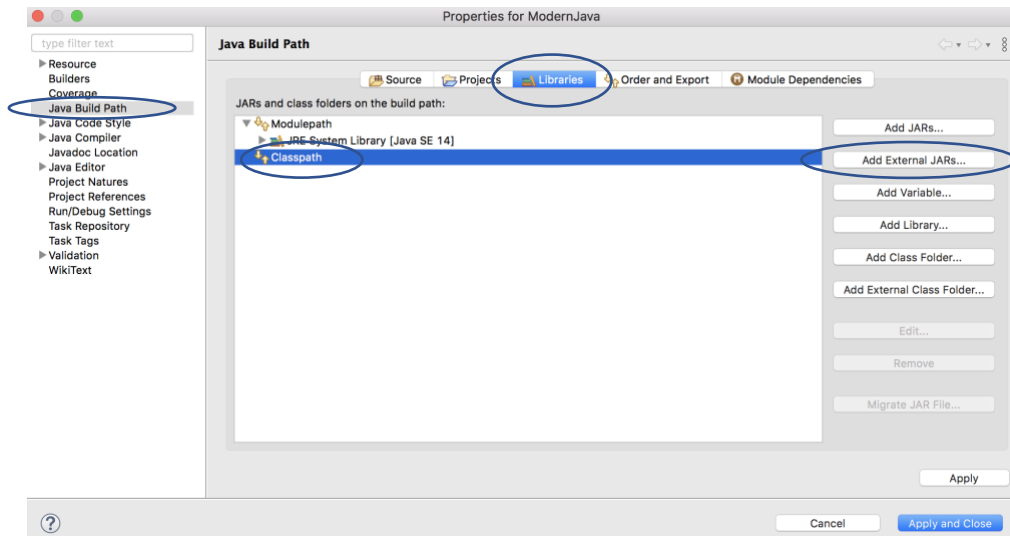 Properties for ModernJava
type filter text
Resource
Builders
Coverage
Java Build Path
Java Code Style
Java Compiler
Javadoc Location
Java Editor
Project Natures
Project References
Run/Debug Settings
Task Repository
Task Tags
Validation
WikiText
Java Build Path
Source Projects Libraries Order and Export Module Dependencies
JARs and class folders on the build path:
Modulepath
JRE System Library [Java SE 14]
Classpath
Add JARs...
Add External JARs...
Add Variable...
Add Library...
Add Class Folder...
Add External Class Folder...
Edit...
Remove
Migrate JAR File...
Apply
?
Cancel Apply and Close